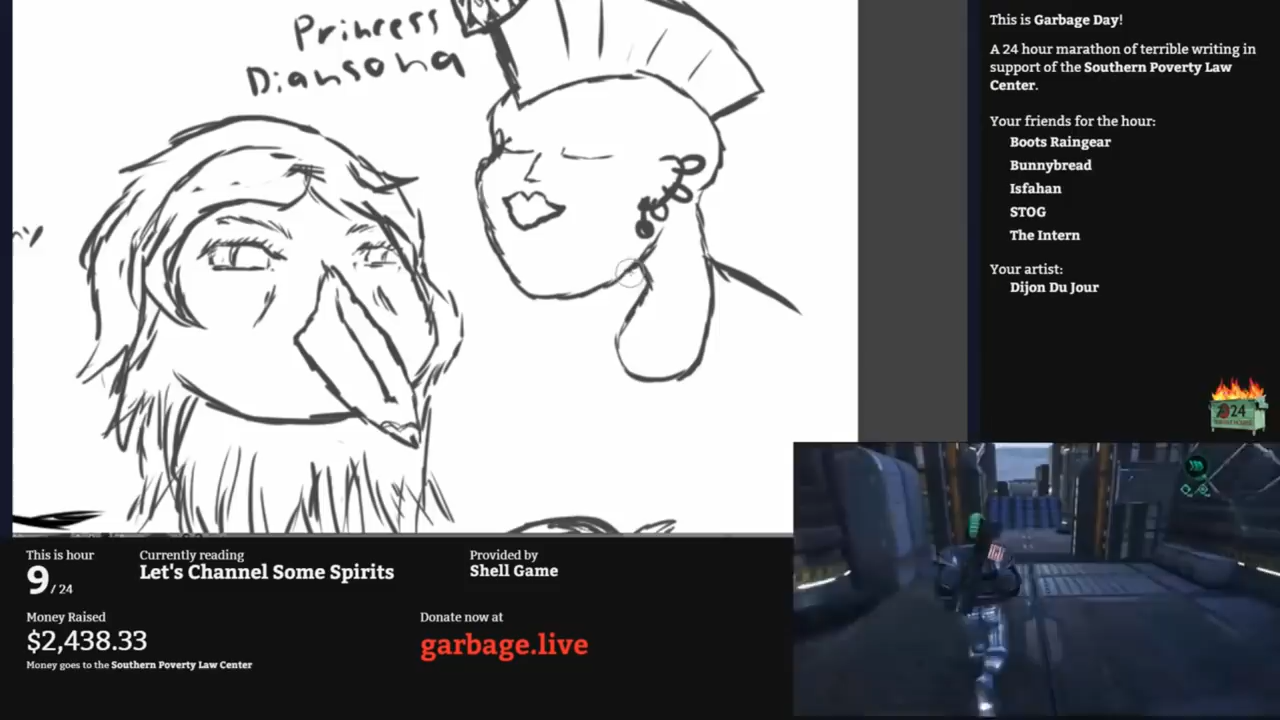 Princess
Diansona
This is Garbage Day!
A 24 hour marathon of terrible writing in
support of the Southern Poverty Law
Center.
Your friends for the hour:
Boots Raingear
Bunnybread
Isfahan
STOG
The Intern
Your artist:
Dijon Du Jour
This is hour
9 / 24
Currently reading
Let's Channel Some Spirits
Provided by
Shell Game
Money Raised
$2,438.33
Money goes to the Southern Poverty Law Center
Donate now at
garbage.live